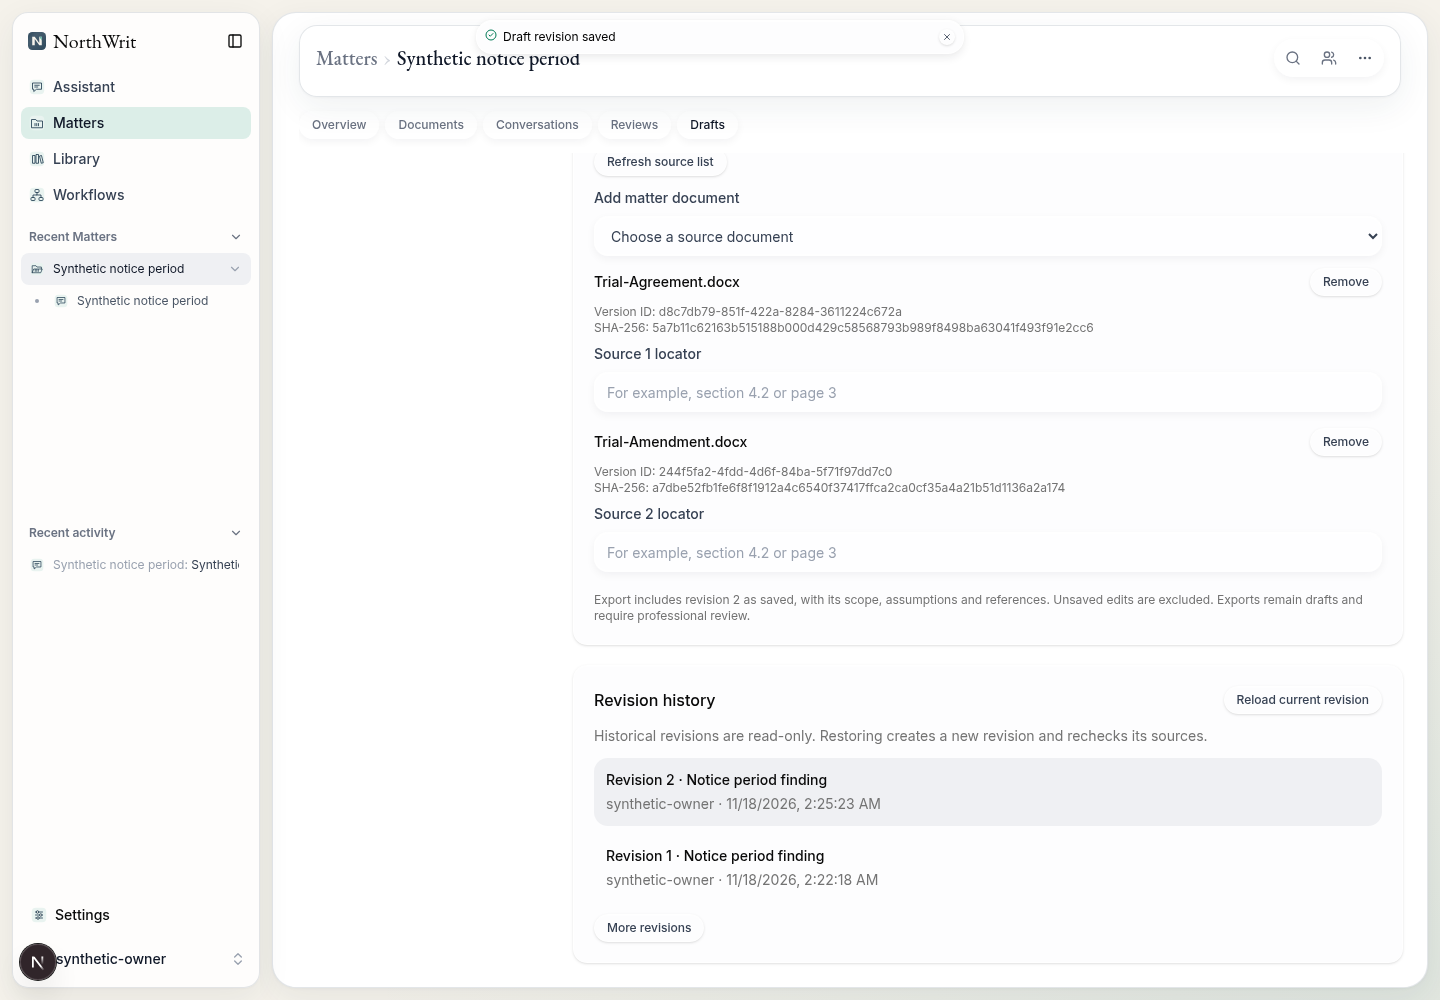 NorthWrit
Assistant
Matters
Library
Workflows
Recent Matters
Synthetic notice period
Synthetic notice period
Recent activity
Synthetic notice period: Syntheti
Settings
synthetic-owner
Draft revision saved
Matters › Synthetic notice period
Overview
Documents
Conversations
Reviews
Drafts
Refresh source list
Add matter document
Choose a source document
Trial-Agreement.docx
Remove
Version ID: d8c7db79-851f-422a-8284-3611224c672a
SHA-256: 5a7b11c62163b515188b000d429c58568793b989f8498ba63041f493f91e2cc6
Source 1 locator
For example, section 4.2 or page 3
Trial-Amendment.docx
Remove
Version ID: 244f5fa2-4fdd-4d6f-84ba-5f71f97dd7c0
SHA-256: a7dbe52fb1fe6f8f1912a4c6540f37417ffca2ca0cf35a4a21b51d1136a2a174
Source 2 locator
For example, section 4.2 or page 3
Export includes revision 2 as saved, with its scope, assumptions and references. Unsaved edits are excluded. Exports remain drafts and
require professional review.
Revision history
Reload current revision
Historical revisions are read-only. Restoring creates a new revision and rechecks its sources.
Revision 2 · Notice period finding
synthetic-owner · 11/18/2026, 2:25:23 AM
Revision 1 · Notice period finding
synthetic-owner · 11/18/2026, 2:22:18 AM
More revisions